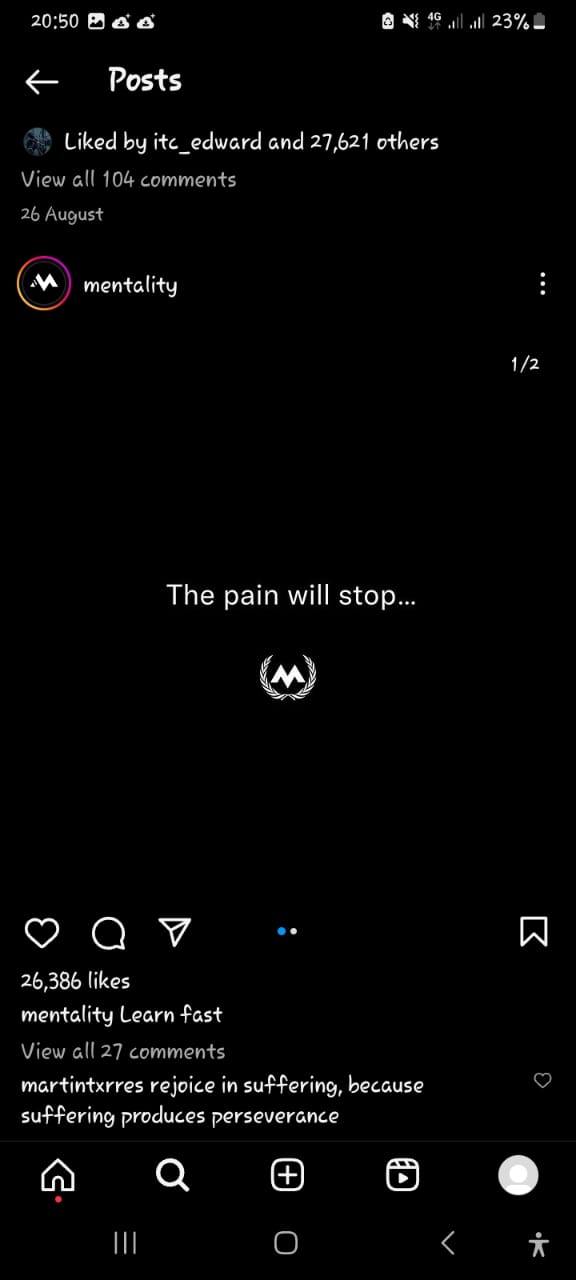 20:50 4G 23%
Posts
Liked by itc_edward and 27,621 others
View all 104 comments
26 August
mentality
1/2
The pain will stop...
M
26,386 likes
mentality Learn fast
View all 27 comments
martintxrres rejoice in suffering, because
suffering produces perseverance